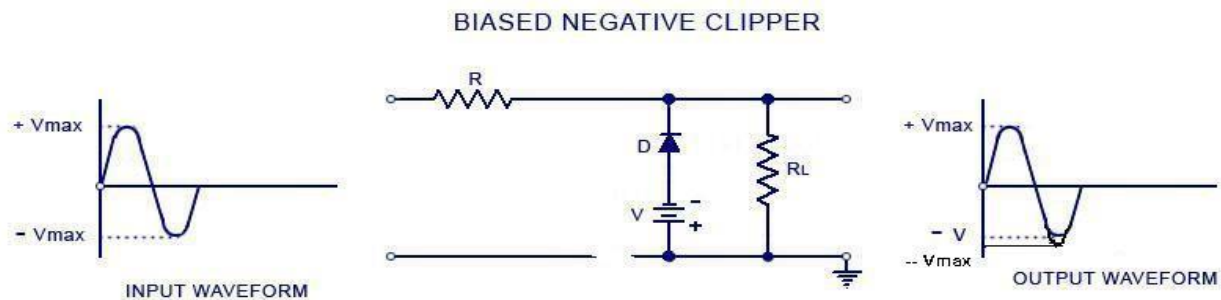 BIASED NEGATIVE CLIPPER
R
+ Vmax
- Vmax
INPUT WAVEFORM
D
V
-
+
RL
+ Vmax
- V
-- Vmax
OUTPUT WAVEFORM